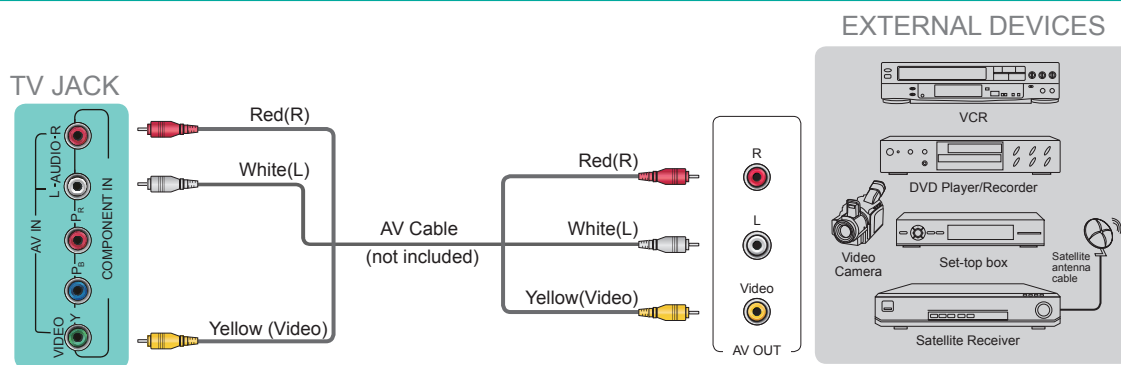 EXTERNAL DEVICES
TV JACK
L -AUDIO-R
PR
PB
VIDEO
Y
AV IN
COMPONENT IN
Red(R)
White(L)
Yellow (Video)
AV Cable
(not included)
Red(R)
White(L)
Yellow(Video)
R
L
Video
AV OUT
VCR
DVD Player/Recorder
Video
Camera
Set-top box
Satellite
antenna
cable
Satellite Receiver